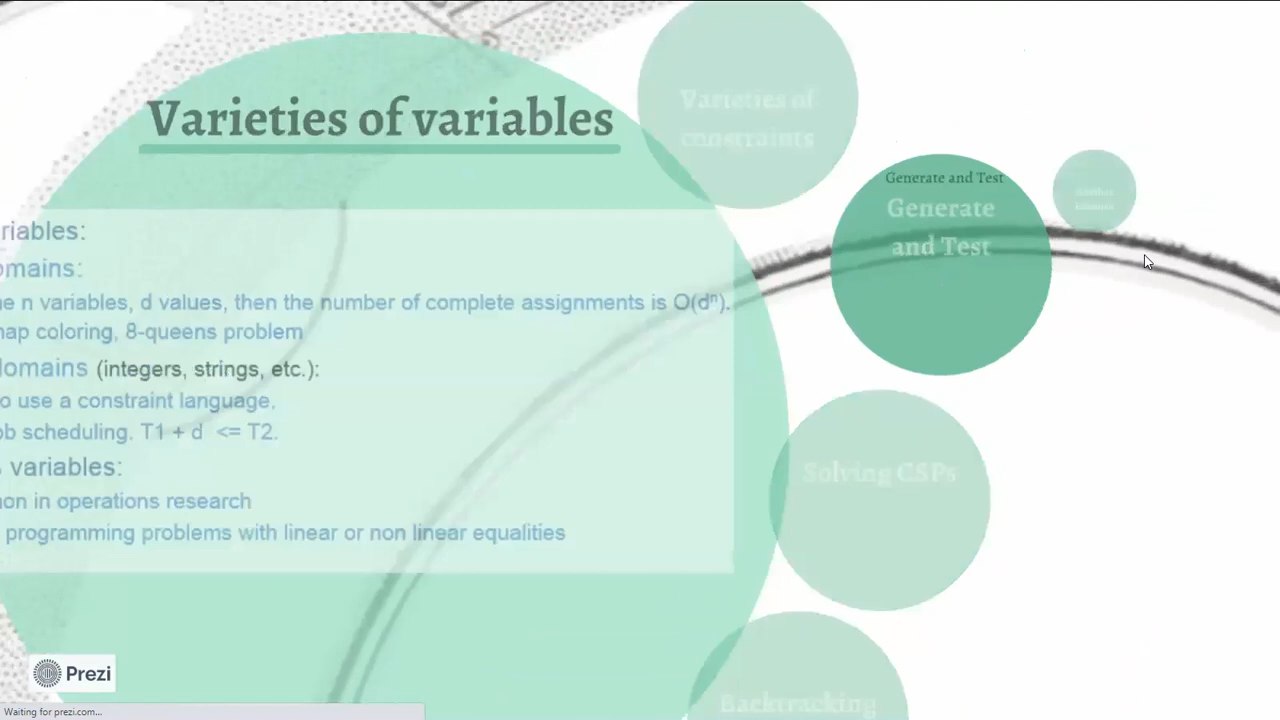 Varieties of variables
riables:
omains:
ne n variables, d values, then the number of complete assignments is O(dⁿ).
nap coloring, 8-queens problem
domains (integers, strings, etc.):
o use a constraint language,
ob scheduling. T1 + d <= T2.
s variables:
non in operations research
programming problems with linear or non linear equalities
Varieties of
constraints
Generate and Test
Generate
and Test
Solving CSPs
Backtracking
Prezi
Waiting for prezi.com...